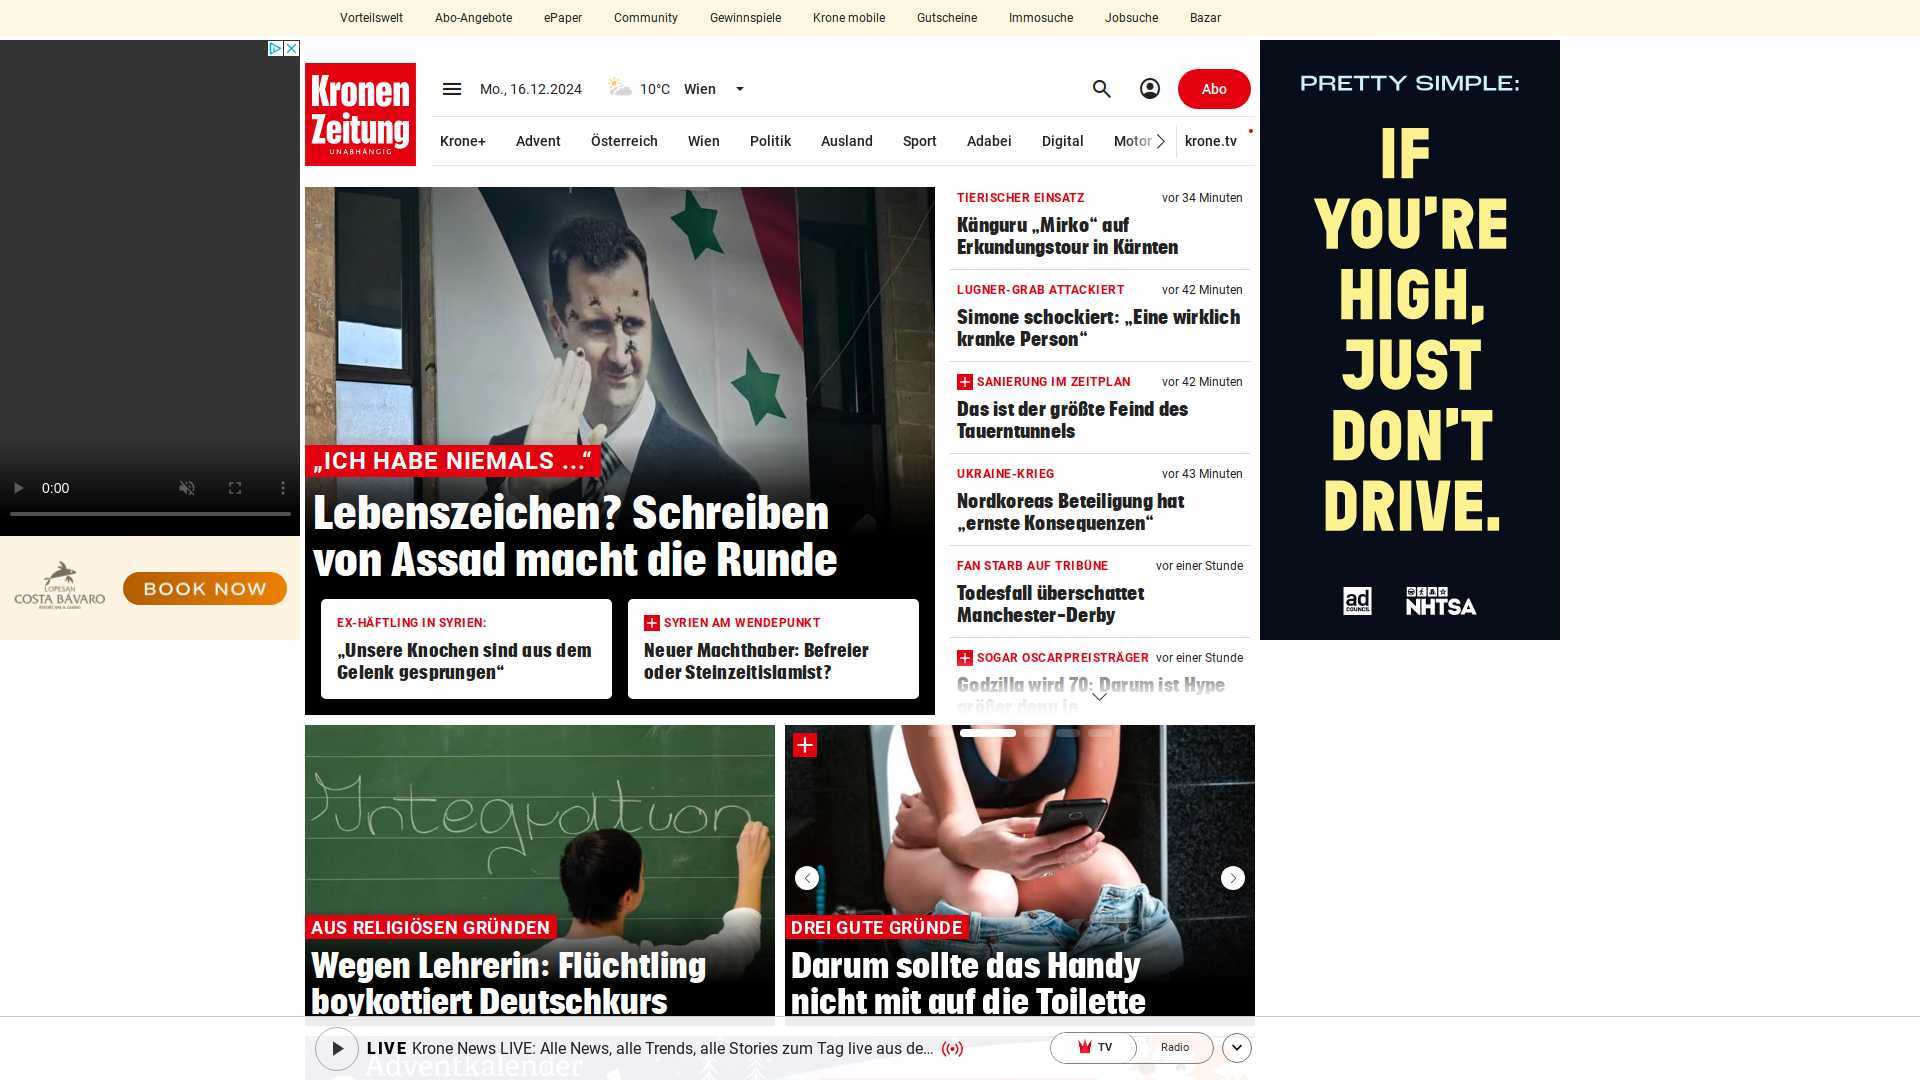 Vorteilswelt
Abo-Angebote
ePaper
Community
Gewinnspiele
Krone mobile
Gutscheine
Immosuche
Jobsuche
Bazar
Kronen
Zeitung
UNABHÄNGIG
Mo., 16.12.2024
10°C
Wien
Abo
Krone+
Advent
Österreich
Wien
Politik
Ausland
Sport
Adabei
Digital
Motor
krone.tv
0:00
LOPESAN
COSTA BÁVARO
BOOK NOW
„ICH HABE NIEMALS ...“
Lebenszeichen? Schreiben
von Assad macht die Runde
EX-HÄFTLING IN SYRIEN:
„Unsere Knochen sind aus dem
Gelenk gesprungen“
SYRIEN AM WENDEPUNKT
Neuer Machthaber: Befreier
oder Steinzeitislamist?
TIERISCHER EINSATZ
vor 34 Minuten
Känguru „Mirko“ auf
Erkundungstour in Kärnten
LUGNER-GRAB ATTACKIERT
vor 42 Minuten
Simone schockiert: „Eine wirklich
kranke Person“
SANIERUNG IM ZEITPLAN
vor 42 Minuten
Das ist der größte Feind des
Tauerntunnels
UKRAINE-KRIEG
vor 43 Minuten
Nordkoreas Beteiligung hat
„ernste Konsequenzen“
FAN STARB AUF TRIBÜNE
vor einer Stunde
Todesfall überschattet
Manchester-Derby
SOGAR OSCARPREISTRÄGER
vor einer Stunde
Godzilla wird 70: Darum ist Hype
größer denn je
PRETTY SIMPLE:
IF
YOU'RE
HIGH,
JUST
DON'T
DRIVE.
ad
COUNCIL
NHTSA
Integration
AUS RELIGIÖSEN GRÜNDEN
Wegen Lehrerin: Flüchtling
boykottiert Deutschkurs
DREI GUTE GRÜNDE
Darum sollte das Handy
nicht mit auf die Toilette
LIVE Krone News LIVE: Alle News, alle Trends, alle Stories zum Tag live aus de...
TV
Radio
Adventkalender